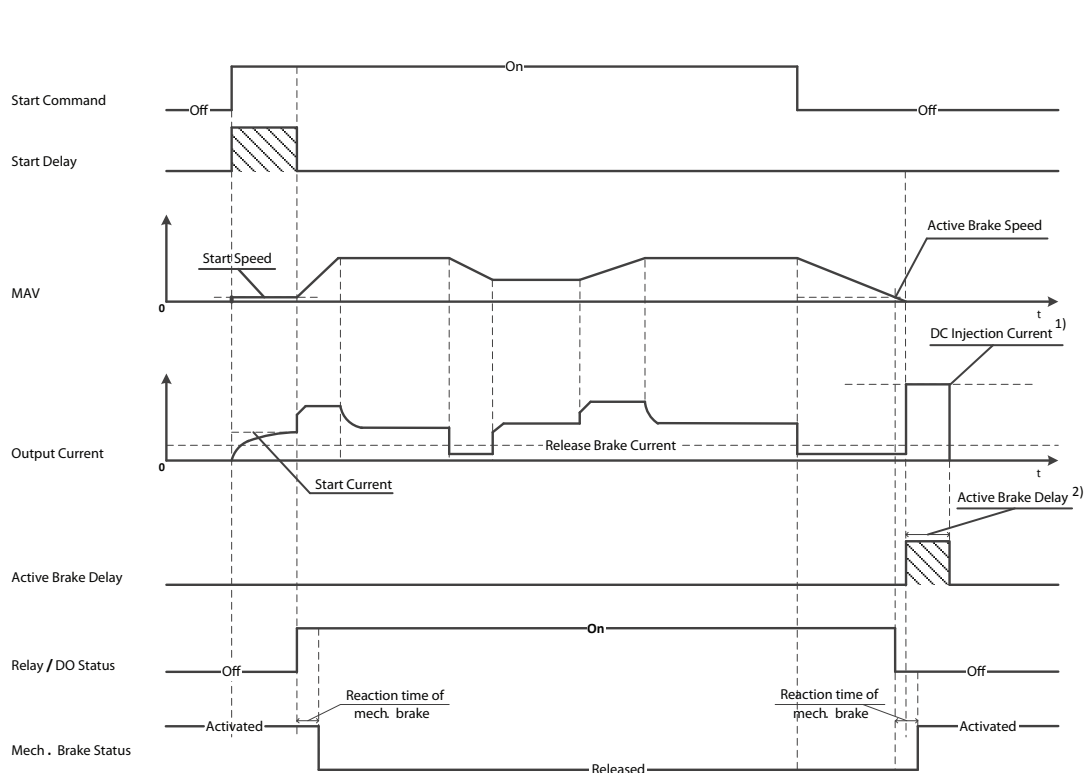 On
Start Command
Off
Off
Start Delay
Active Brake Speed
Start Speed
MAV
0
t
DC Injection Current 1)
Release Brake Current
Output Current
0
t
Start Current
Active Brake Delay 2)
Active Brake Delay
On
Relay / DO Status
Off
Off
Reaction time of
mech. brake
Reaction time of
mech. brake
Activated
Activated
Mech. Brake Status
Released